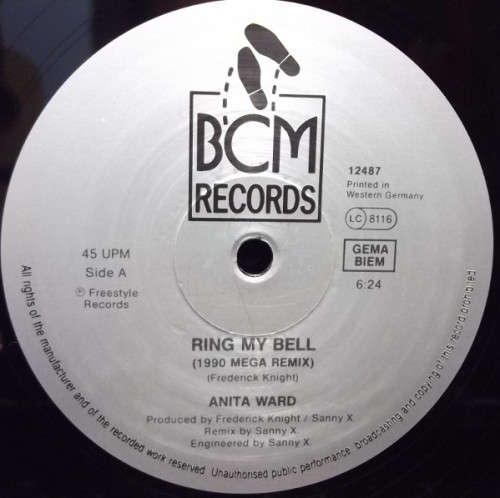 BCM
RECORDS
12487
Printed in
Western Germany
LC 8116
GEMA
BIEM
6:24
45 UPM
Side A
℗ Freestyle
Records
RING MY BELL
(1990 MEGA REMIX)
(Frederick Knight)
ANITA WARD
Produced by Frederick Knight / Sanny X.
Remix by Sanny X.
Engineered by Sanny X.
All rights of the manufacturer and of the recorded work reserved. Unauthorised public performance, broadcasting and copying of this record prohibited!